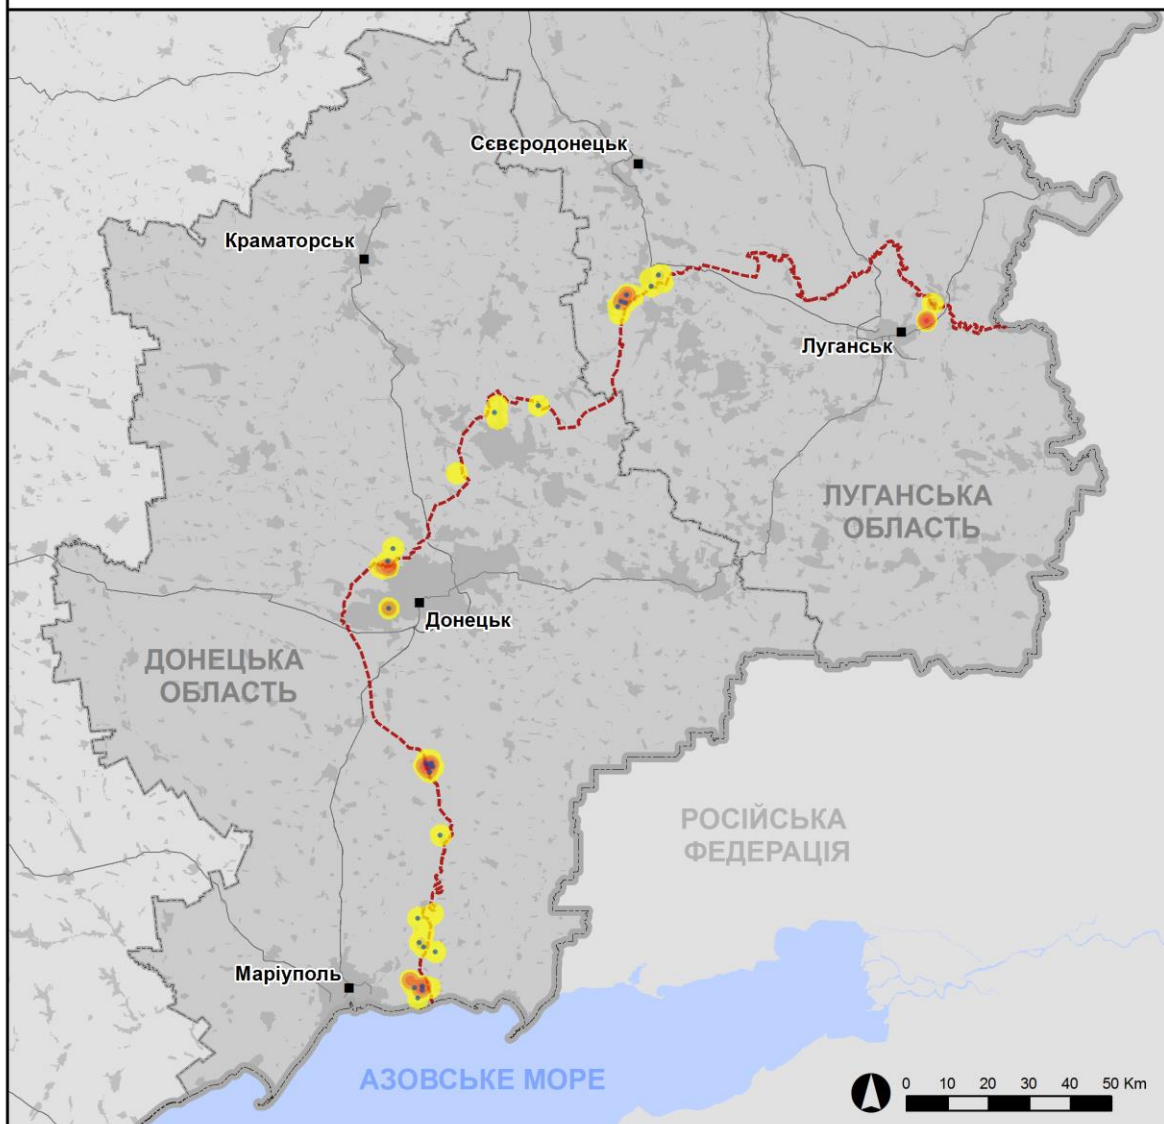 Сєвєродонецьк
Краматорськ
Луганськ
ЛУГАНСЬКА
ОБЛАСТЬ
Донецьк
ДОНЕЦЬКА
ОБЛАСТЬ
РОСІЙСЬКА
ФЕДЕРАЦІЯ
Маріуполь
АЗОВСЬКЕ МОРЕ
0 10 20 30 40 50 Km